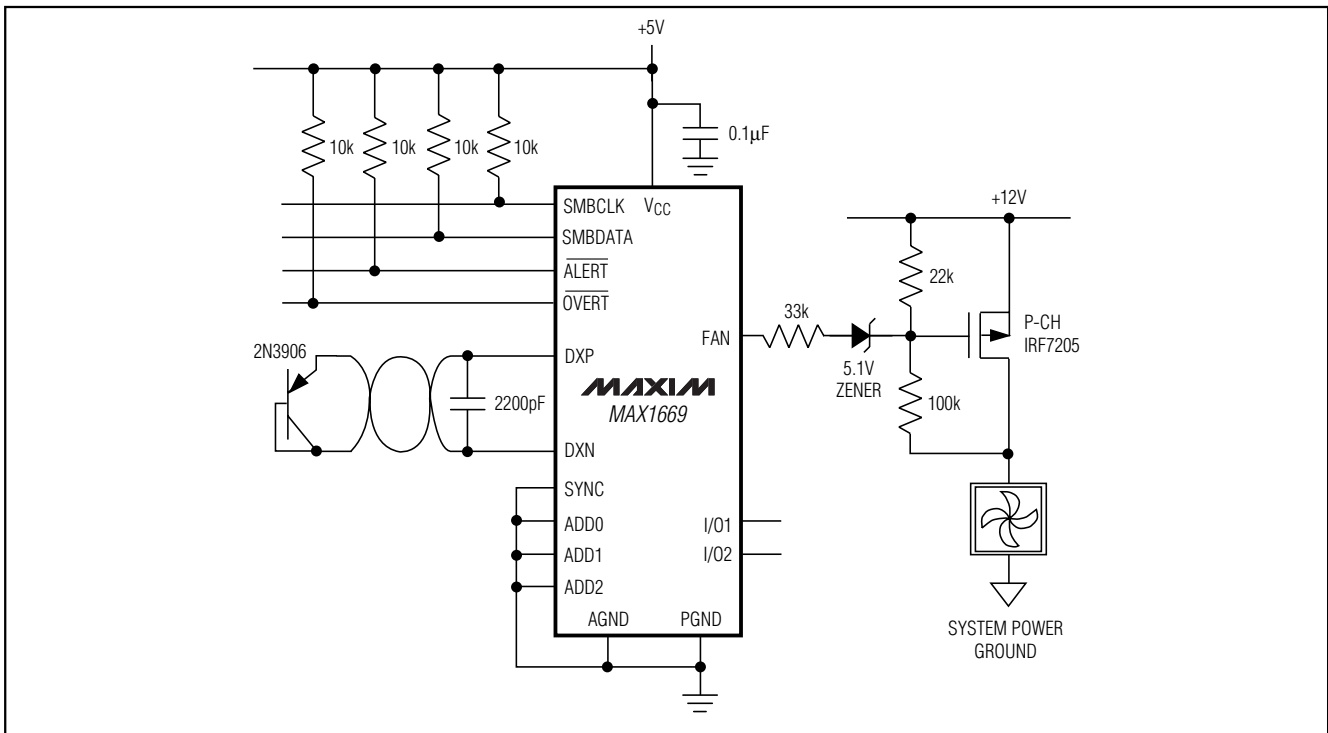 +5V
0.1µF
10k
10k
10k
10k
SMBCLK
VCC
SMBDATA
ALERT
OVERT
+12V
22k
33k
FAN
P-CH
IRF7205
5.1V
ZENER
100k
2N3906
DXP
2200pF
MAXIM
MAX1669
DXN
SYNC
ADD0
ADD1
ADD2
I/O1
I/O2
AGND
PGND
SYSTEM POWER
GROUND